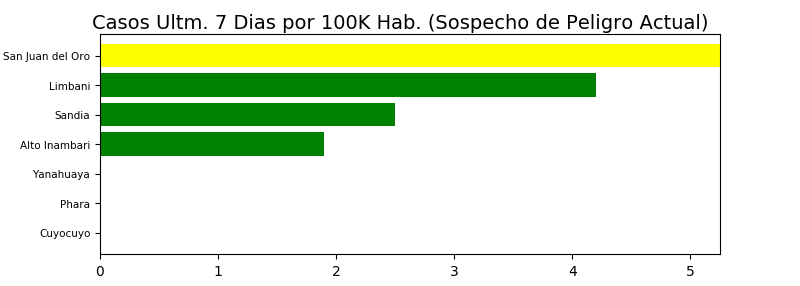 Casos Ultm. 7 Dias por 100K Hab. (Sospecho de Peligro Actual)
San Juan del Oro
Limbani
Sandia
Alto Inambari
Yanahuaya
Phara
Cuyocuyo
0 1 2 3 4 5